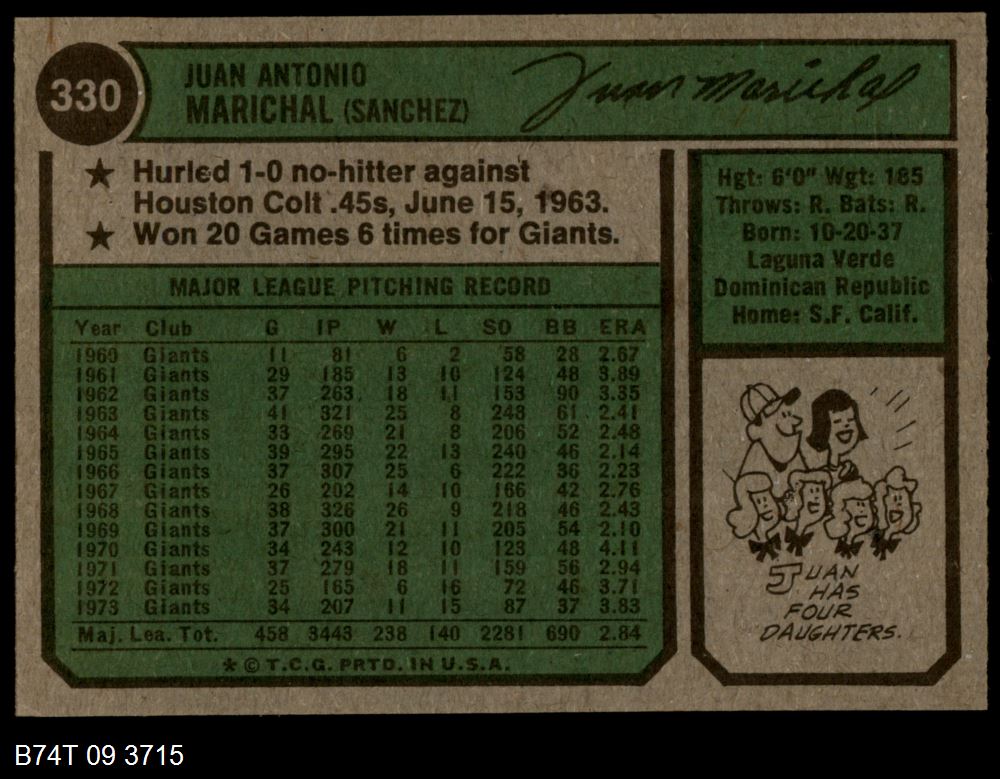 330
JUAN ANTONIO
MARICHAL (SANCHEZ)
Juan Marichal
★ Hurled 1-0 no-hitter against
Houston Colt .45s, June 15, 1963.
★ Won 20 Games 6 times for Giants.
MAJOR LEAGUE PITCHING RECORD
Year Club G IP W L SO BB ERA
1960 Giants 11 81 6 2 58 28 2.67
1961 Giants 29 185 13 10 124 48 3.89
1962 Giants 37 263 18 11 153 90 3.35
1963 Giants 41 321 25 8 248 61 2.41
1964 Giants 33 269 21 8 206 52 2.48
1965 Giants 39 295 22 13 240 46 2.14
1966 Giants 37 307 25 6 222 36 2.23
1967 Giants 26 202 14 10 166 42 2.76
1968 Giants 38 326 26 9 218 46 2.43
1969 Giants 37 300 21 11 205 54 2.10
1970 Giants 34 243 12 10 123 48 4.11
1971 Giants 37 279 18 11 159 56 2.94
1972 Giants 25 165 6 16 72 46 3.71
1973 Giants 34 207 11 15 87 37 3.83
Maj. Lea. Tot. 458 3443 238 140 2281 690 2.84
* © T.C.G. PRTD. IN U.S.A.
Hgt: 6'0" Wgt: 185
Throws: R. Bats: R.
Born: 10-20-37
Laguna Verde
Dominican Republic
Home: S.F. Calif.
JUAN
HAS
FOUR
DAUGHTERS.
B74T 09 3715